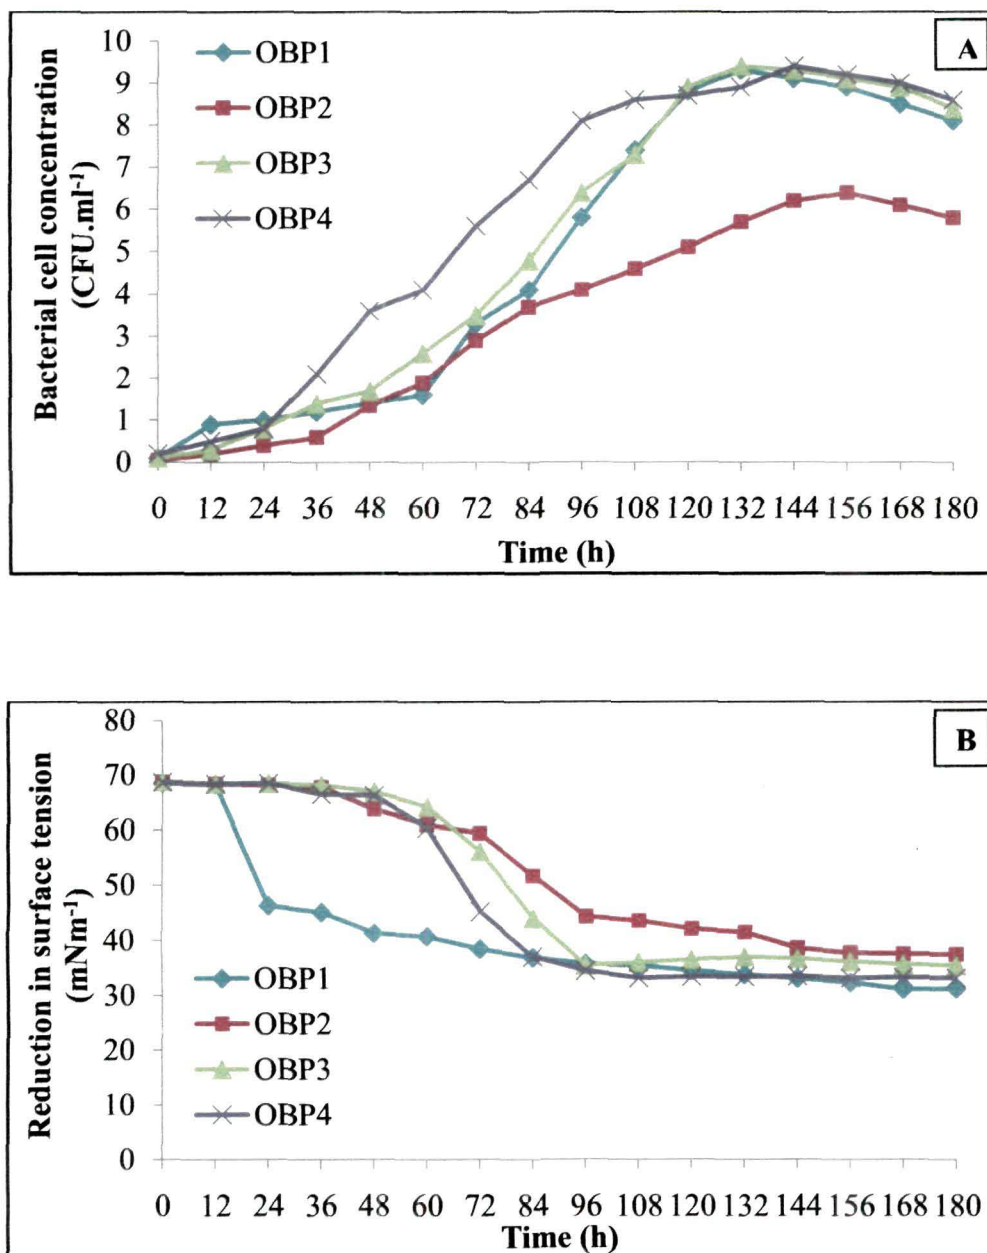 A
OBP1
OBP2
OBP3
OBP4
Bacterial cell concentration
(CFU.ml⁻¹)
10
9
8
7
6
5
4
3
2
1
0
0 12 24 36 48 60 72 84 96 108 120 132 144 156 168 180
Time (h)
B
Reduction in surface tension
(mNm⁻¹)
80
70
60
50
40
30
20
10
0
OBP1
OBP2
OBP3
OBP4
0 12 24 36 48 60 72 84 96 108 120 132 144 156 168 180
Time (h)